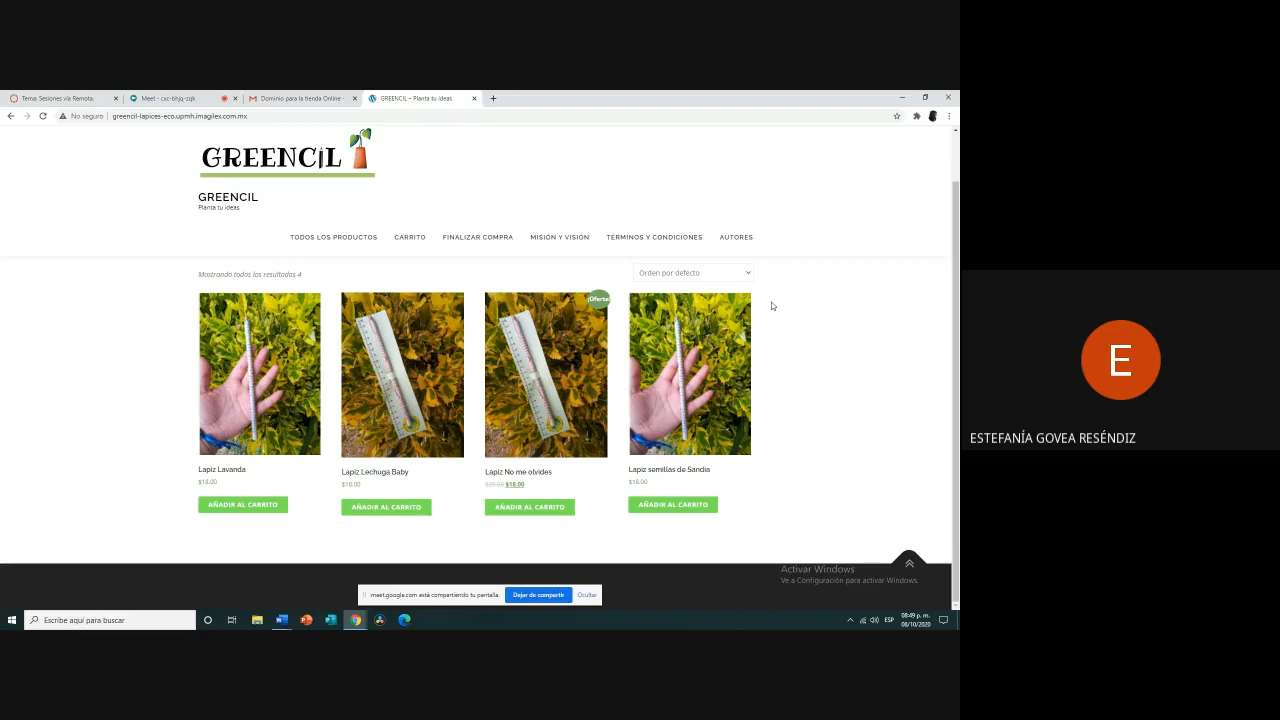 Tema: Sesiones vía Remota
Meet - cxc-bhjq-zqk
Dominio para la tienda Online -
GREENCIL – Planta tu ideas
No seguro
greencil-lapices-eco.upmh.imagilex.com.mx
GREENCIL
GREENCIL
Planta tu ideas
TODOS LOS PRODUCTOS CARRITO FINALIZAR COMPRA MISIÓN Y VISIÓN TÉRMINOS Y CONDICIONES AUTORES
Mostrando todos los resultados 4
Orden por defecto
¡Oferta!
Lapiz Lavanda
$18.00
AÑADIR AL CARRITO
Lapiz Lechuga Baby
$18.00
AÑADIR AL CARRITO
Lapiz No me olvides
$20.00 $18.00
AÑADIR AL CARRITO
Lapiz semillas de Sandia
$18.00
AÑADIR AL CARRITO
Activar Windows
Ve a Configuración para activar Windows.
meet.google.com está compartiendo tu pantalla.
Dejar de compartir
Ocultar
Escribe aquí para buscar
ESP
08:49 p. m.
08/10/2020
E
ESTEFANÍA GOVEA RESÉNDIZ